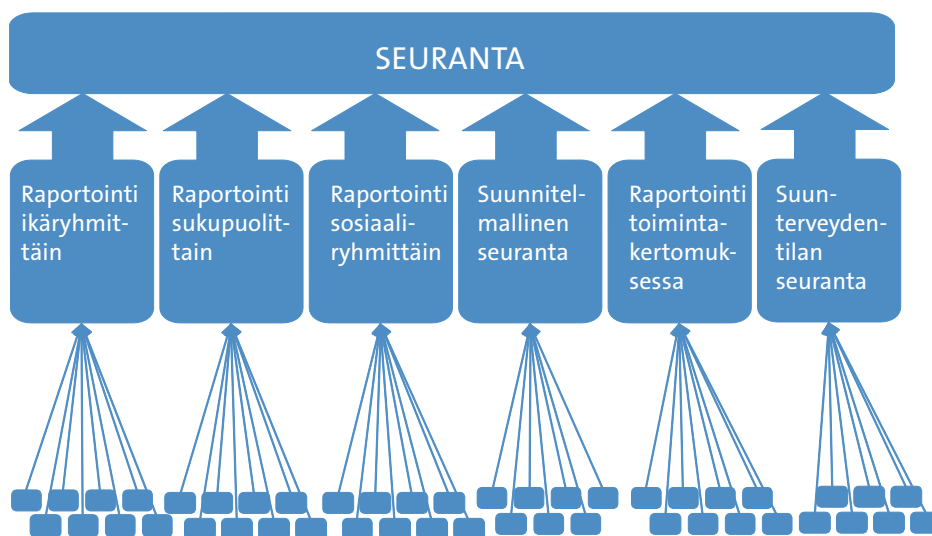 SEURANTA
Raportointi
ikäryhmit-
täin
Raportointi
sukupuolit-
tain
Raportointi
sosiaali-
ryhmittäin
Suunnitel-
mallinen
seuranta
Raportointi
toiminta-
kertomuk-
sessa
Suun-
terveyden-
tilan
seuranta